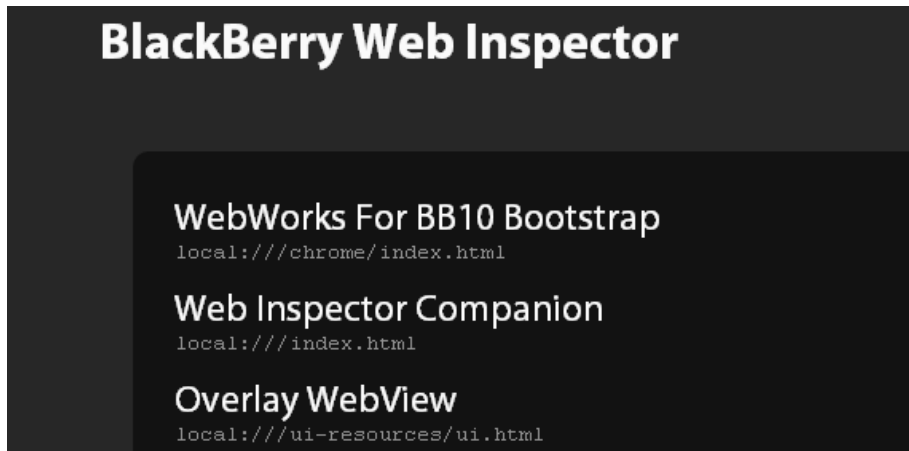 BlackBerry Web Inspector
WebWorks For BB10 Bootstrap
local:///chrome/index.html
Web Inspector Companion
local:///index.html
Overlay WebView
local:///ui-resources/ui.html